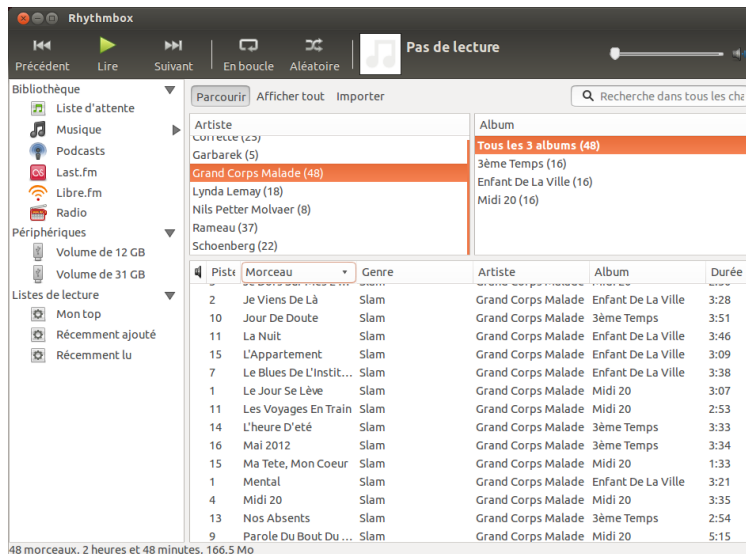 Rhythmbox
Précédent Lire Suivant En boucle Aléatoire Pas de lecture
Bibliothèque
Liste d'attente
Musique
Podcasts
Last.fm
Libre.fm
Radio
Périphériques
Volume de 12 GB
Volume de 31 GB
Listes de lecture
Mon top
Récemment ajouté
Récemment lu
Parcourir Afficher tout Importer Recherche dans tous les cha
Artiste
Corrette (25)
Garbarek (5)
Grand Corps Malade (48)
Lynda Lemay (18)
Nils Petter Molvaer (8)
Rameau (37)
Schoenberg (22)
Album
Tous les 3 albums (48)
3ème Temps (16)
Enfant De La Ville (16)
Midi 20 (16)
Piste Morceau Genre Artiste Album Durée
2 Je Viens De Là Slam Grand Corps Malade Enfant De La Ville 3:28
10 Jour De Doute Slam Grand Corps Malade 3ème Temps 3:51
11 La Nuit Slam Grand Corps Malade Enfant De La Ville 3:46
15 L'Appartement Slam Grand Corps Malade Enfant De La Ville 3:09
7 Le Blues De L'Instit... Slam Grand Corps Malade Enfant De La Ville 3:38
1 Le Jour Se Lève Slam Grand Corps Malade Midi 20 3:07
11 Les Voyages En Train Slam Grand Corps Malade Midi 20 2:53
14 L'heure D'eté Slam Grand Corps Malade 3ème Temps 3:33
16 Mai 2012 Slam Grand Corps Malade 3ème Temps 3:34
15 Ma Tete, Mon Coeur Slam Grand Corps Malade Midi 20 1:33
1 Mental Slam Grand Corps Malade Enfant De La Ville 3:21
4 Midi 20 Slam Grand Corps Malade Midi 20 3:35
13 Nos Absents Slam Grand Corps Malade 3ème Temps 2:54
9 Parole Du Bout Du ... Slam Grand Corps Malade Midi 20 5:15
48 morceaux, 2 heures et 48 minutes, 166,5 Mo